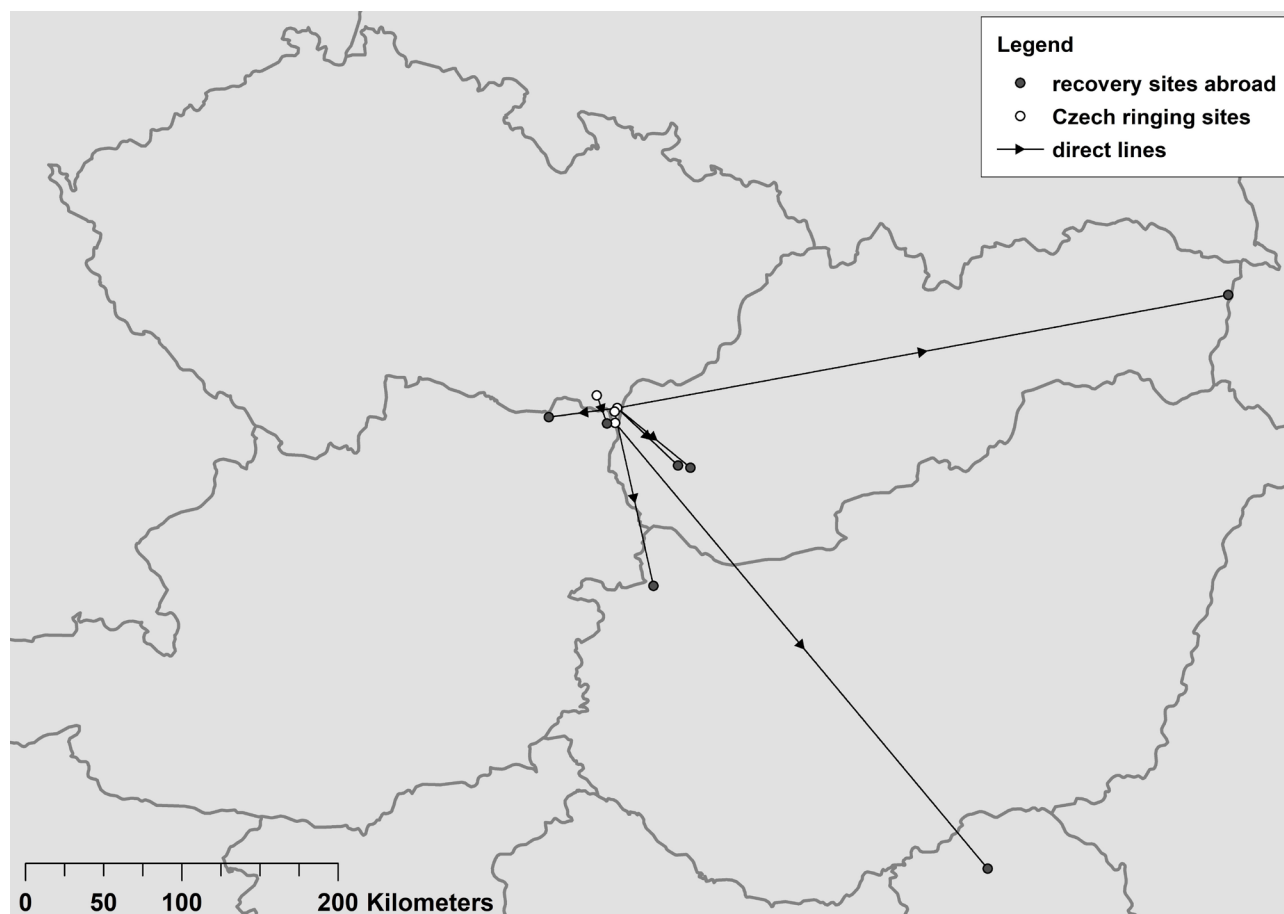 Legend
recovery sites abroad
Czech ringing sites
direct lines
0 50 100 200 Kilometers